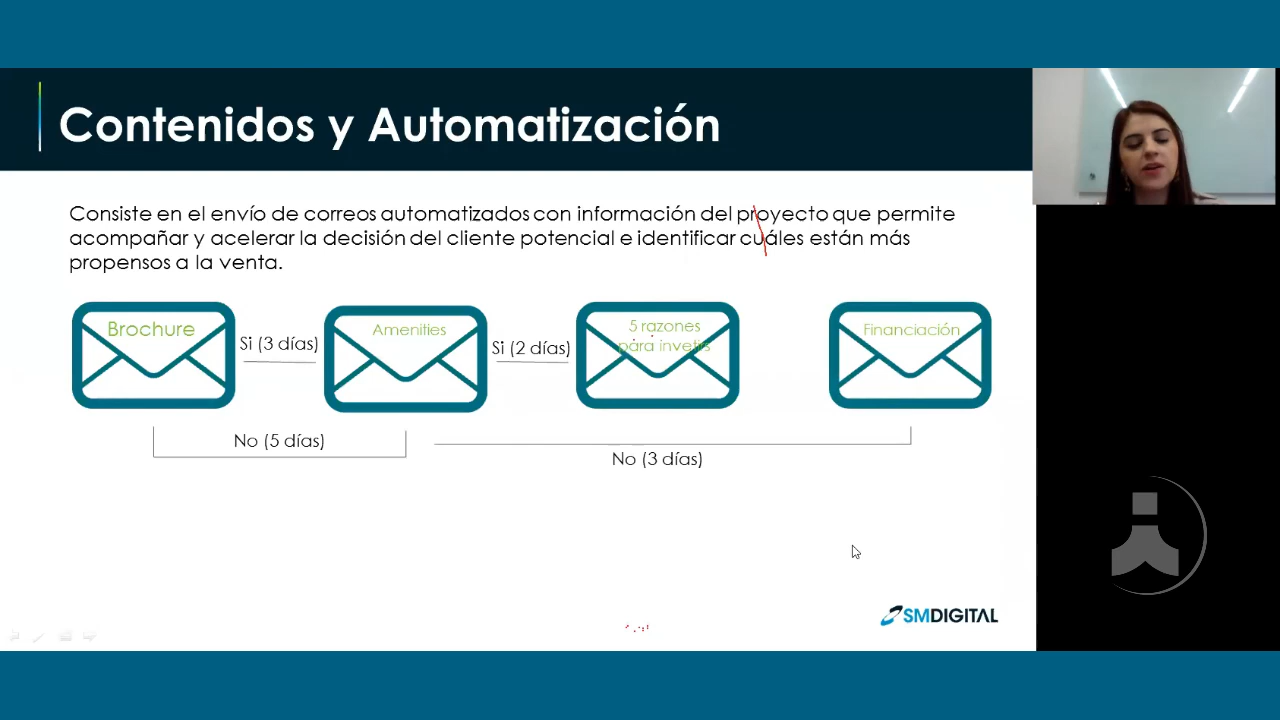 Contenidos y Automatización
Consiste en el envío de correos automatizados con información del proyecto que permite
acompañar y acelerar la decisión del cliente potencial e identificar cuáles están más
propensos a la venta.
Brochure
Si (3 días)
Amenities
Si (2 días)
5 razones
para invetirs
Financiación
No (5 días)
No (3 días)
SMDIGITAL